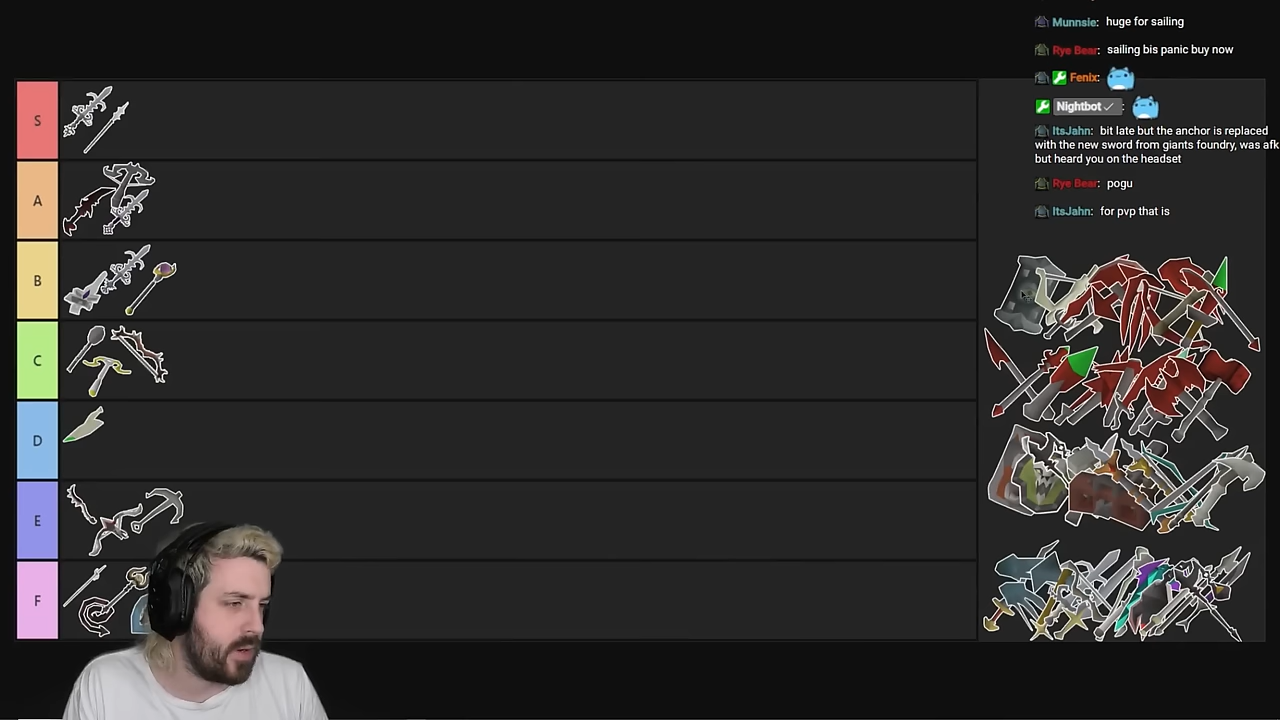 Munnsie: huge for sailing
Rye Bear: sailing bis panic buy now
Fenix:
Nightbot :
ItsJahn: bit late but the anchor is replaced
with the new sword from giants foundry, was afk
but heard you on the headset
Rye Bear: pogu
ItsJahn: for pvp that is
S
A
B
C
D
E
F